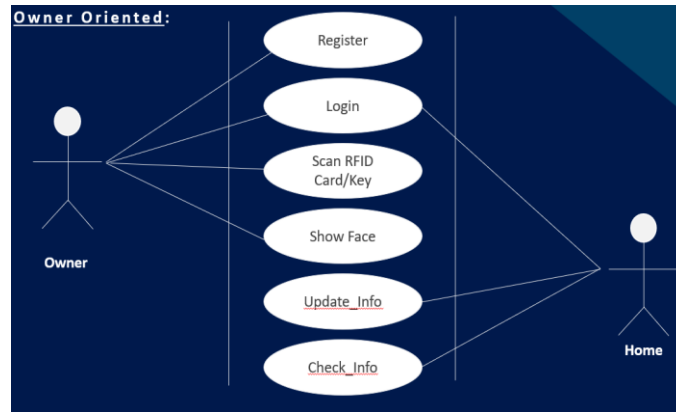 Owner Oriented:
Register
Login
Scan RFID
Card/Key
Show Face
Owner
Update_Info
Check_Info
Home